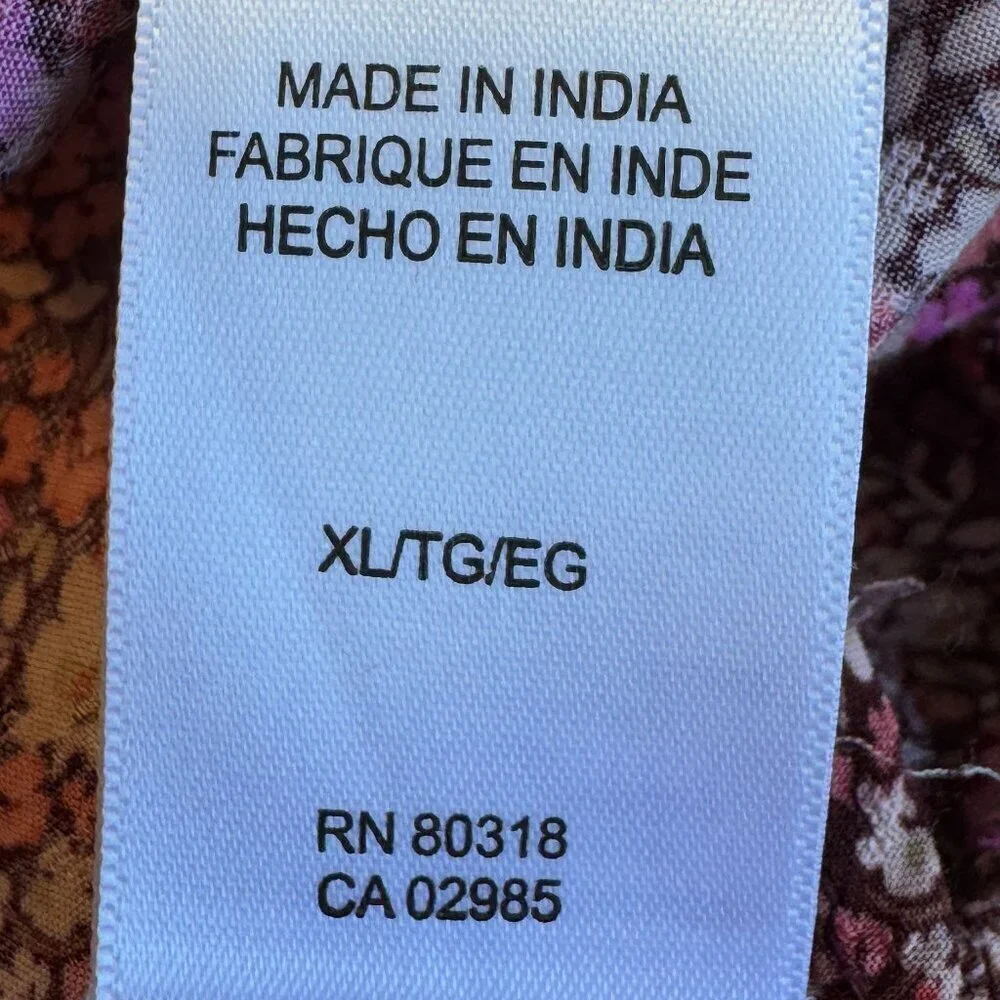 MADE IN INDIA
FABRIQUE EN INDE
HECHO EN INDIA
XL/TG/EG
RN 80318
CA 02985